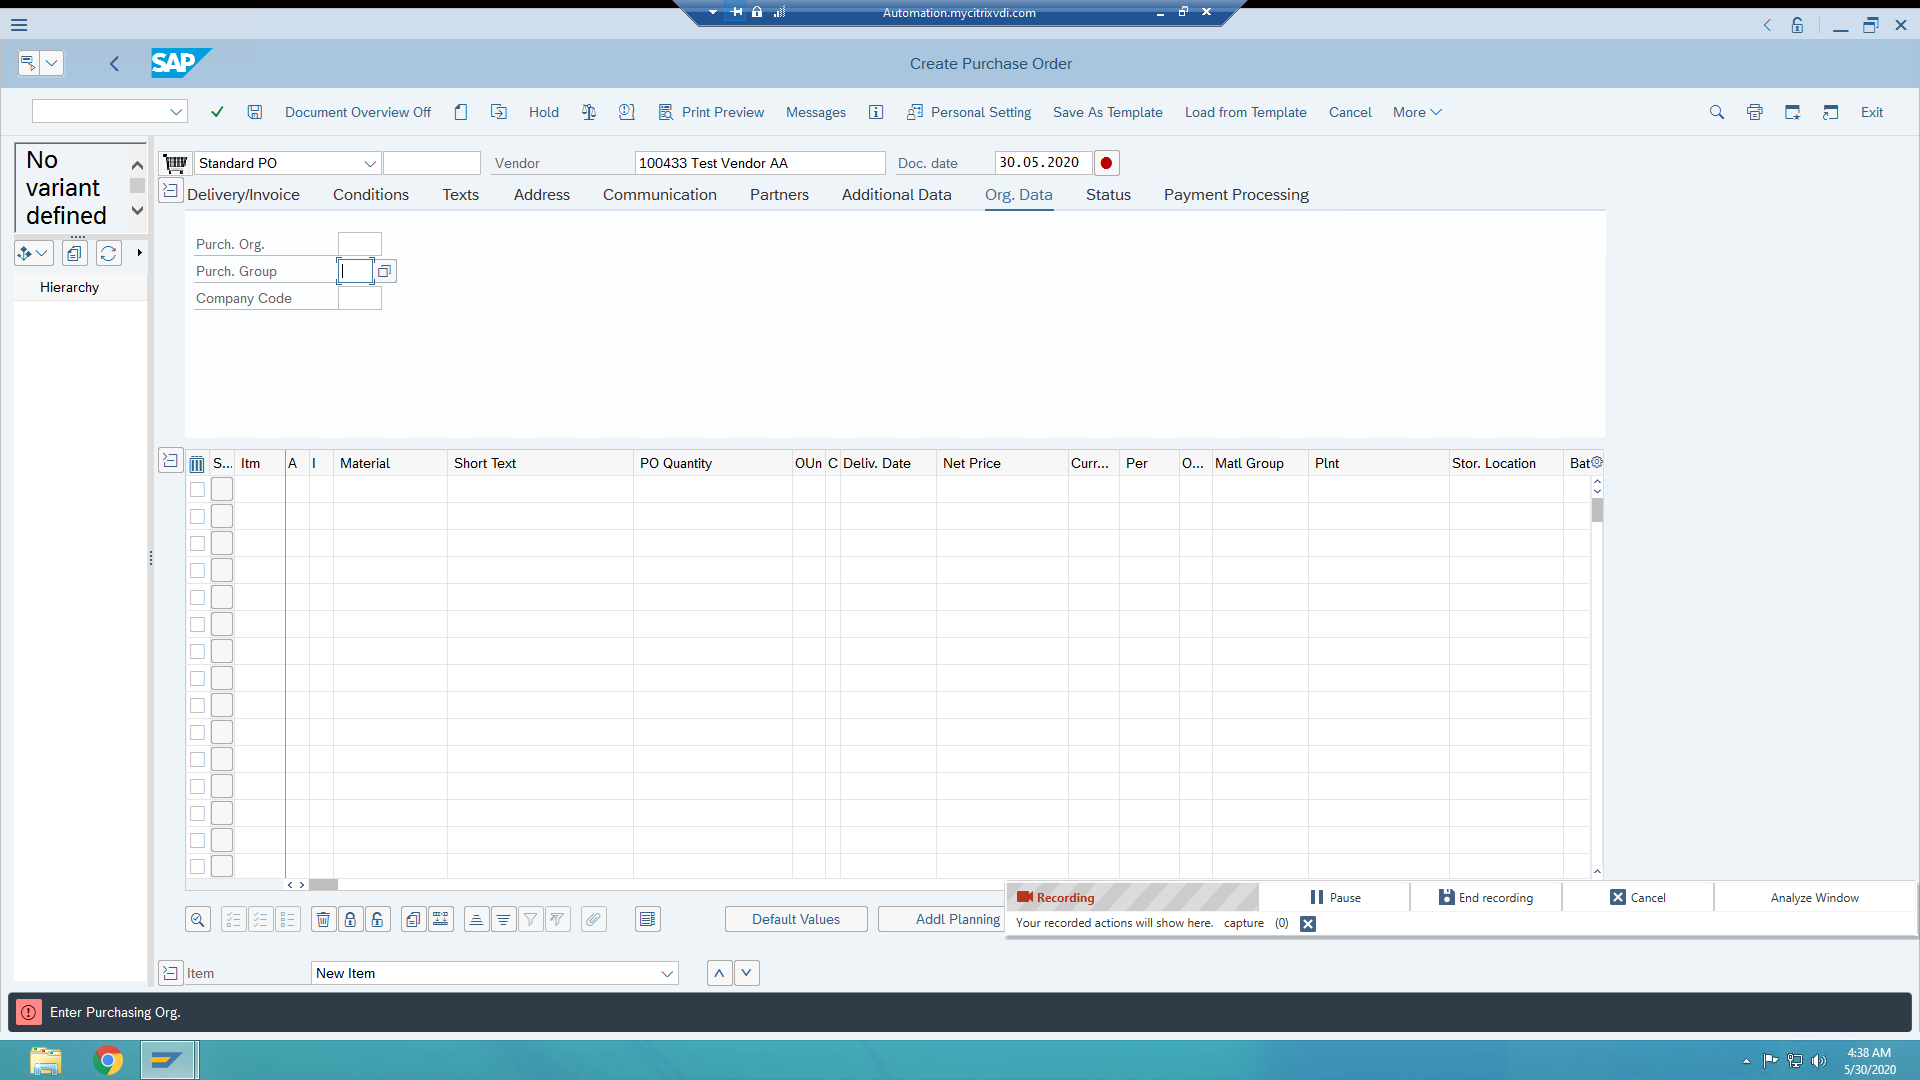 Automation.mycitrixvdi.com
SAP
Create Purchase Order
Document Overview Off
Hold
Print Preview
Messages
Personal Setting
Save As Template
Load from Template
Cancel
More
Exit
No variant defined
Hierarchy
Standard PO
Vendor
100433 Test Vendor AA
Doc. date
30.05.2020
Delivery/Invoice
Conditions
Texts
Address
Communication
Partners
Additional Data
Org. Data
Status
Payment Processing
Purch. Org.
Purch. Group
Company Code
S...
Itm
A
I
Material
Short Text
PO Quantity
OUn
C
Deliv. Date
Net Price
Curr...
Per
O...
Matl Group
Plnt
Stor. Location
Bat
Default Values
Addl Planning
Recording
Pause
End recording
Cancel
Analyze Window
Your recorded actions will show here.
capture
(0)
Item
New Item
Enter Purchasing Org.
4:38 AM
5/30/2020